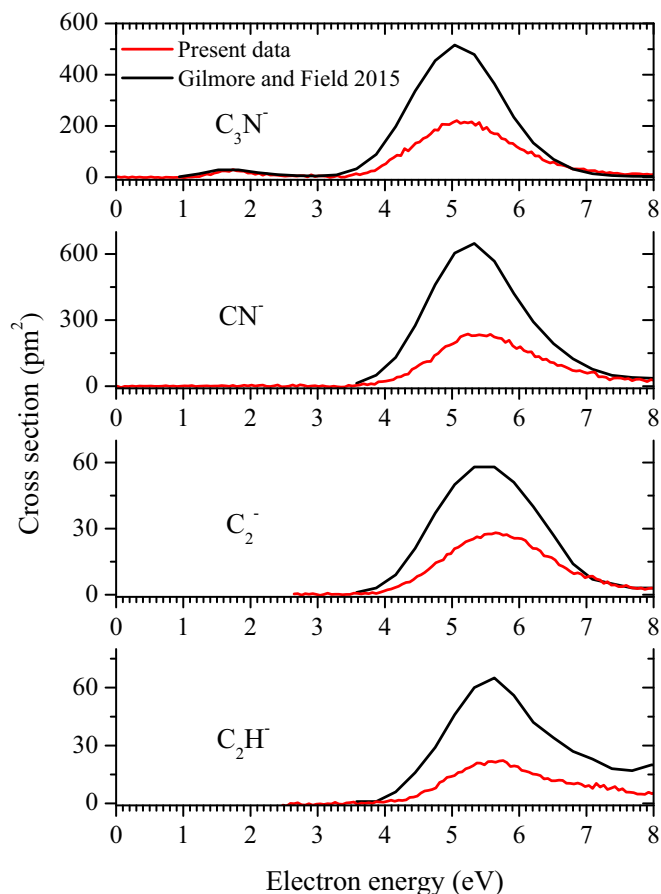 600
400
200
0
Present data
Gilmore and Field 2015
C₃N⁻
0 1 2 3 4 5 6 7 8
600
300
0
CN⁻
0 1 2 3 4 5 6 7 8
Cross section (pm²)
60
30
0
C₂⁻
0 1 2 3 4 5 6 7 8
60
30
0
C₂H⁻
0 1 2 3 4 5 6 7 8
Electron energy (eV)